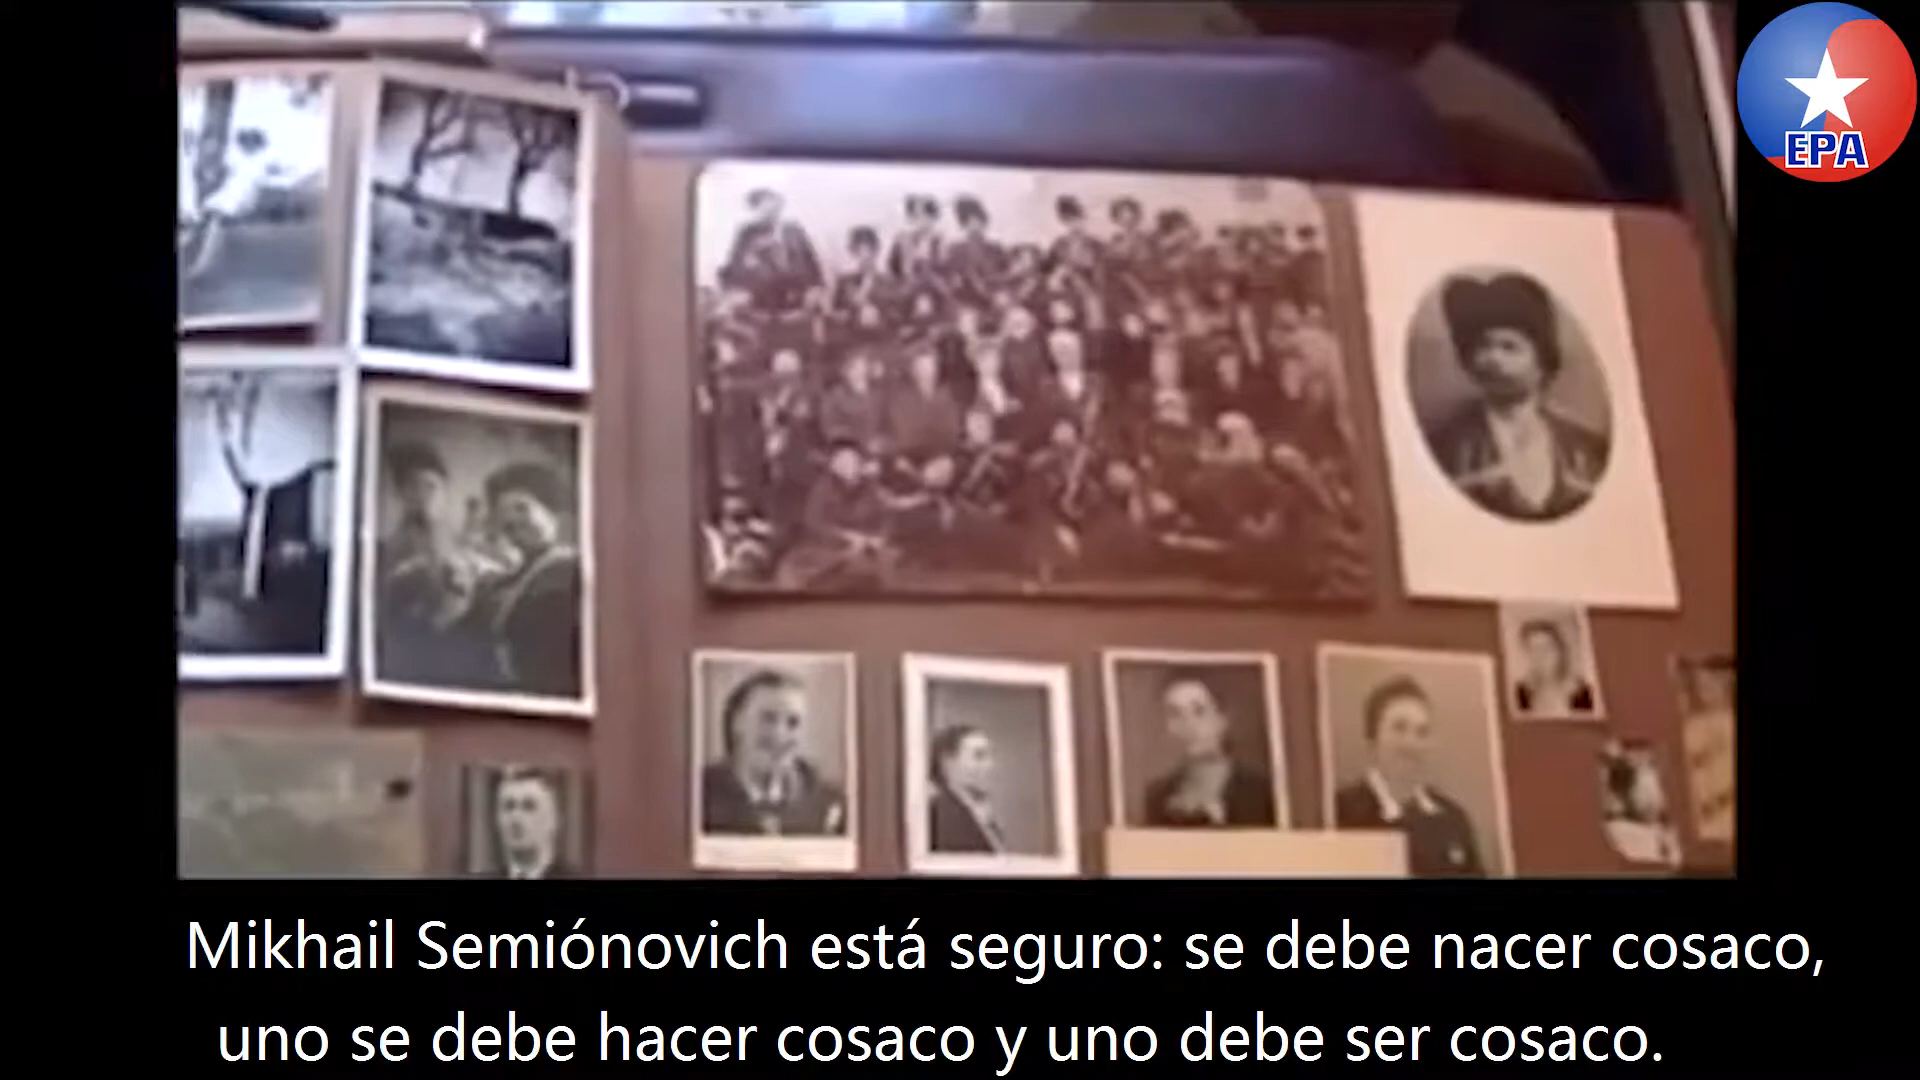 EPA
Mikhail Semiónovich está seguro: se debe nacer cosaco,
uno se debe hacer cosaco y uno debe ser cosaco.